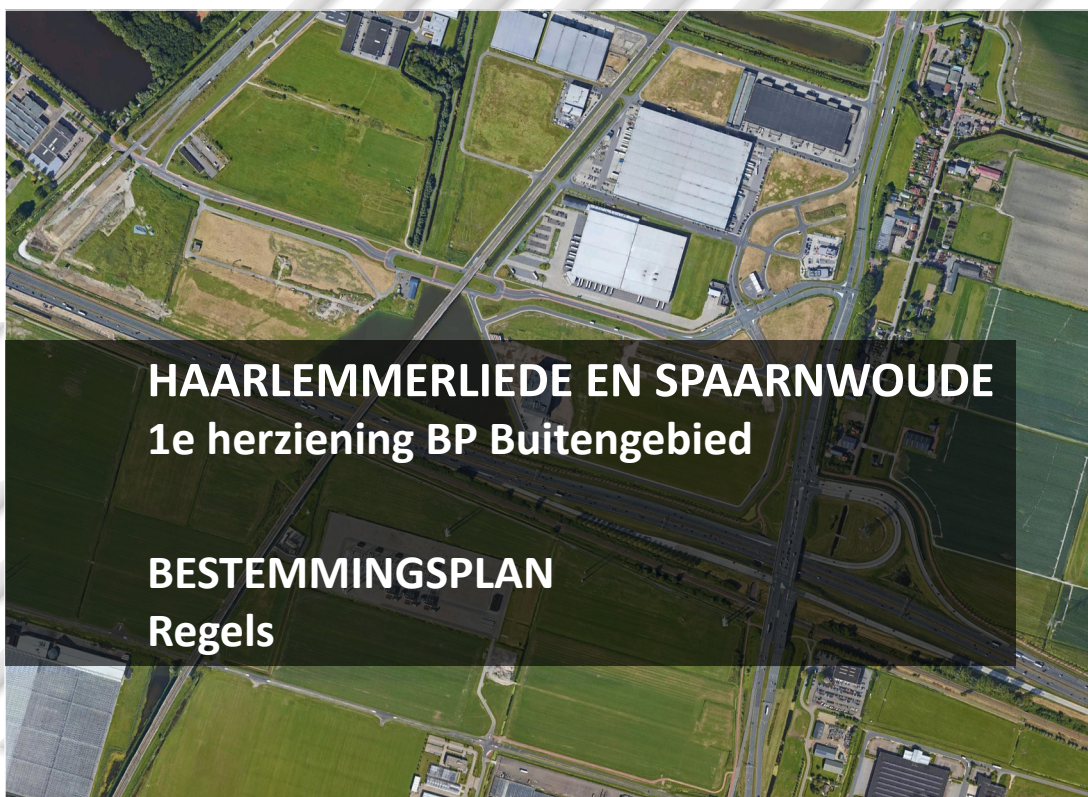 HAARLEMMERLIEDE EN SPAARNWOUDE
1e herziening BP Buitengebied
BESTEMMINGSPLAN
Regels